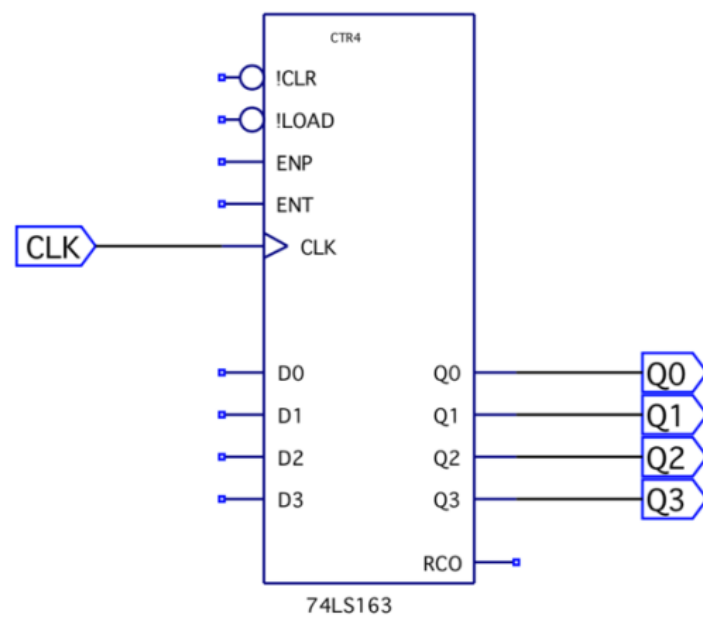 CTR4
!CLR
!LOAD
ENP
ENT
CLK CLK
D0 Q0 Q0
D1 Q1 Q1
D2 Q2 Q2
D3 Q3 Q3
RCO
74LS163